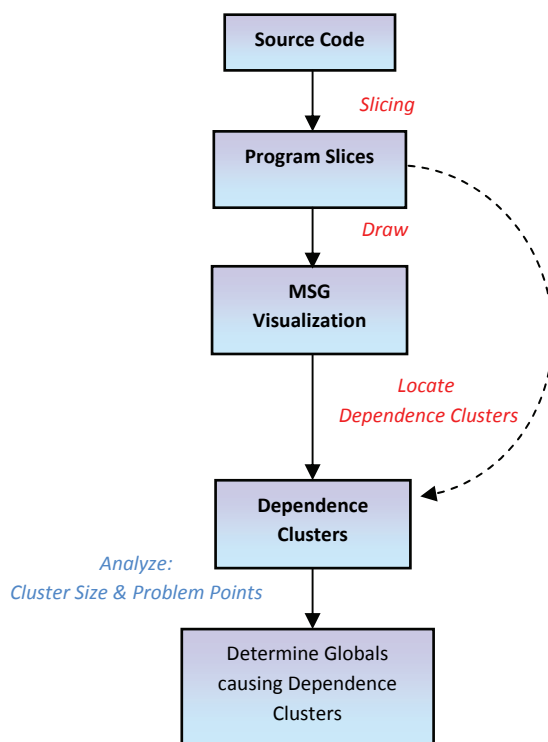 Source Code
Slicing
Program Slices
Draw
MSG
Visualization
Locate
Dependence Clusters
Dependence
Clusters
Analyze:
Cluster Size & Problem Points
Determine Globals
causing Dependence
Clusters